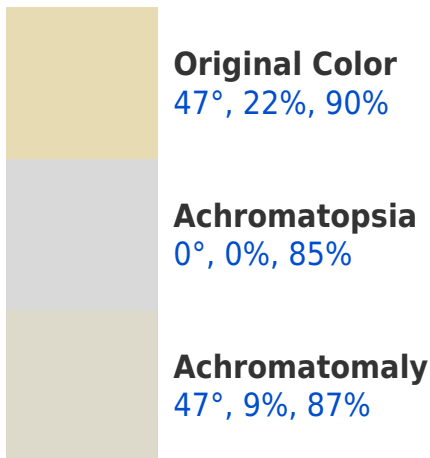 Original Color
47°, 22%, 90%
Achromatopsia
0°, 0%, 85%
Achromatomaly
47°, 9%, 87%